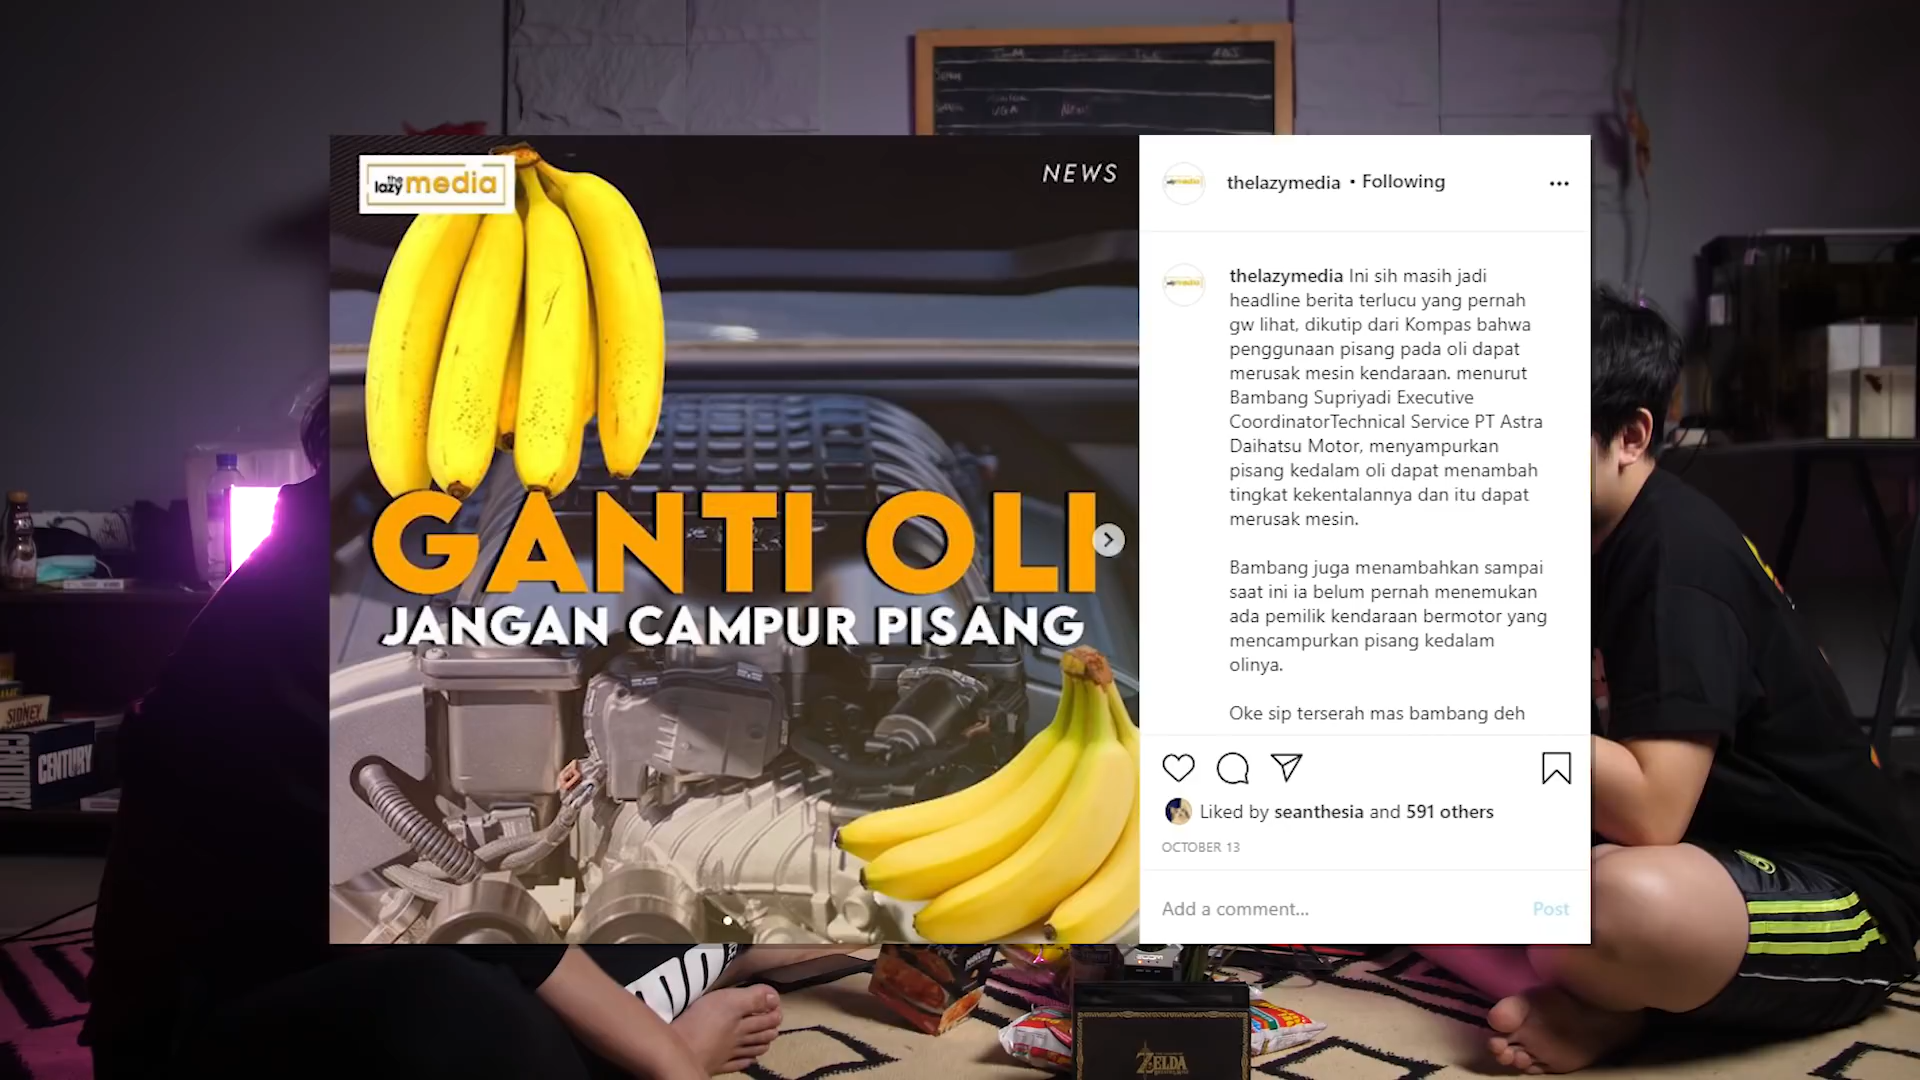 the
lazy media
NEWS
GANTI OLI
JANGAN CAMPUR PISANG
thelazymedia • Following
thelazymedia Ini sih masih jadi
headline berita terlucu yang pernah
gw lihat, dikutip dari Kompas bahwa
penggunaan pisang pada oli dapat
merusak mesin kendaraan. menurut
Bambang Supriyadi Executive
CoordinatorTechnical Service PT Astra
Daihatsu Motor, menyampurkan
pisang kedalam oli dapat menambah
tingkat kekentalannya dan itu dapat
merusak mesin.
Bambang juga menambahkan sampai
saat ini ia belum pernah menemukan
ada pemilik kendaraan bermotor yang
mencampurkan pisang kedalam
olinya.
Oke sip terserah mas bambang deh
Liked by seanthesia and 591 others
OCTOBER 13
Add a comment... Post
SIDNEY
CENTURY
CENTURY
zoom
ZELDA